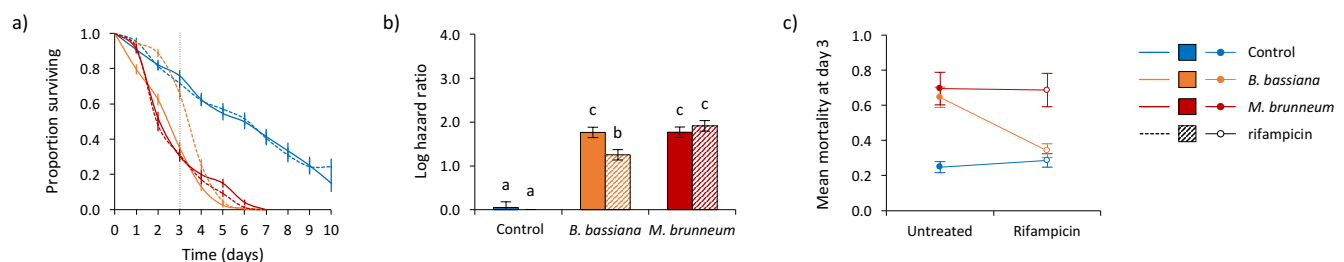 a)
Proportion surviving
1.0
0.8
0.6
0.4
0.2
0.0
0 1 2 3 4 5 6 7 8 9 10
Time (days)
b)
Log hazard ratio
4.0
3.0
2.0
1.0
0.0
a a c b c c
Control B. bassiana M. brunneum
c)
Mean mortality at day 3
1.0
0.8
0.6
0.4
0.2
0.0
Untreated Rifampicin
Control
B. bassiana
M. brunneum
rifampicin